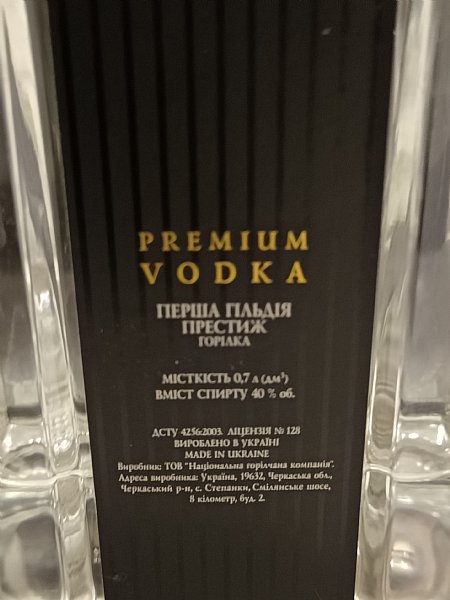 PREMIUM
VODKA
ПЕРША ГІЛЬДІЯ
ПРЕСТИЖ
ГОРІЛКА
МІСТКІСТЬ 0,7 л (дм³)
ВМІСТ СПИРТУ 40 % об.
ДСТУ 4256:2003. ЛІЦЕНЗІЯ № 128
ВИРОБЛЕНО В УКРАЇНІ
MADE IN UKRAINE
Виробник: ТОВ "Національна горілчана компанія".
Адреса виробника: Україна, 19632, Черкаська обл.,
Черкаський р-н, с. Степанки, Смілянське шосе,
8 кілометр, буд. 2.